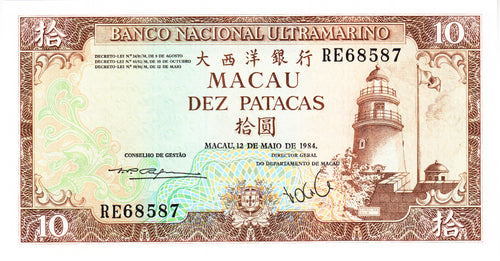 拾 BANCO NACIONAL ULTRAMARINO 10
大西洋銀行 RE68587
MACAU
DEZ PATACAS
拾圓
MACAU, 12 DE MAIO DE 1984.
CONSELHO DE GESTÃO
DIRECTOR GERAL
DO DEPARTAMENTO DE MACAU
RE68587
10 拾